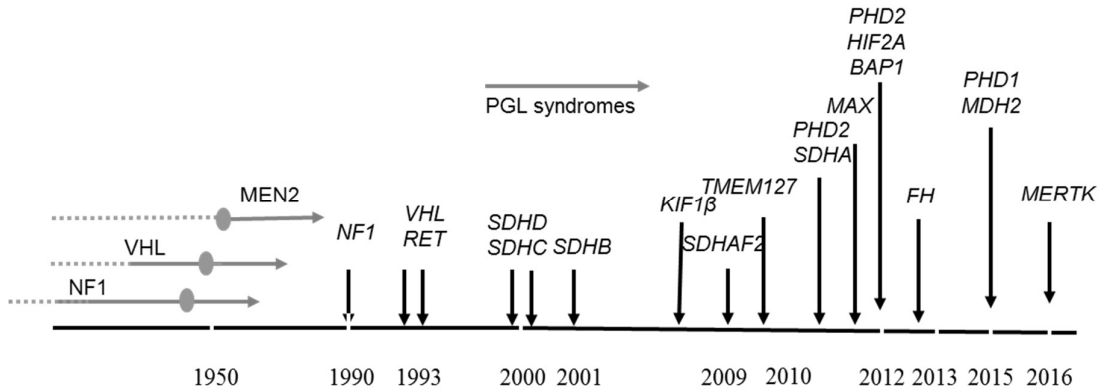 PHD2
HIF2A
BAP1
PGL syndromes
PHD1
MDH2
MAX
PHD2
SDHA
MEN2
TMEM127
KIF1β
FH
MERTK
NF1
VHL
RET
SDHD
SDHC
SDHB
SDHAF2
VHL
NF1
1950
1990
1993
2000
2001
2009
2010
2012
2013
2015
2016